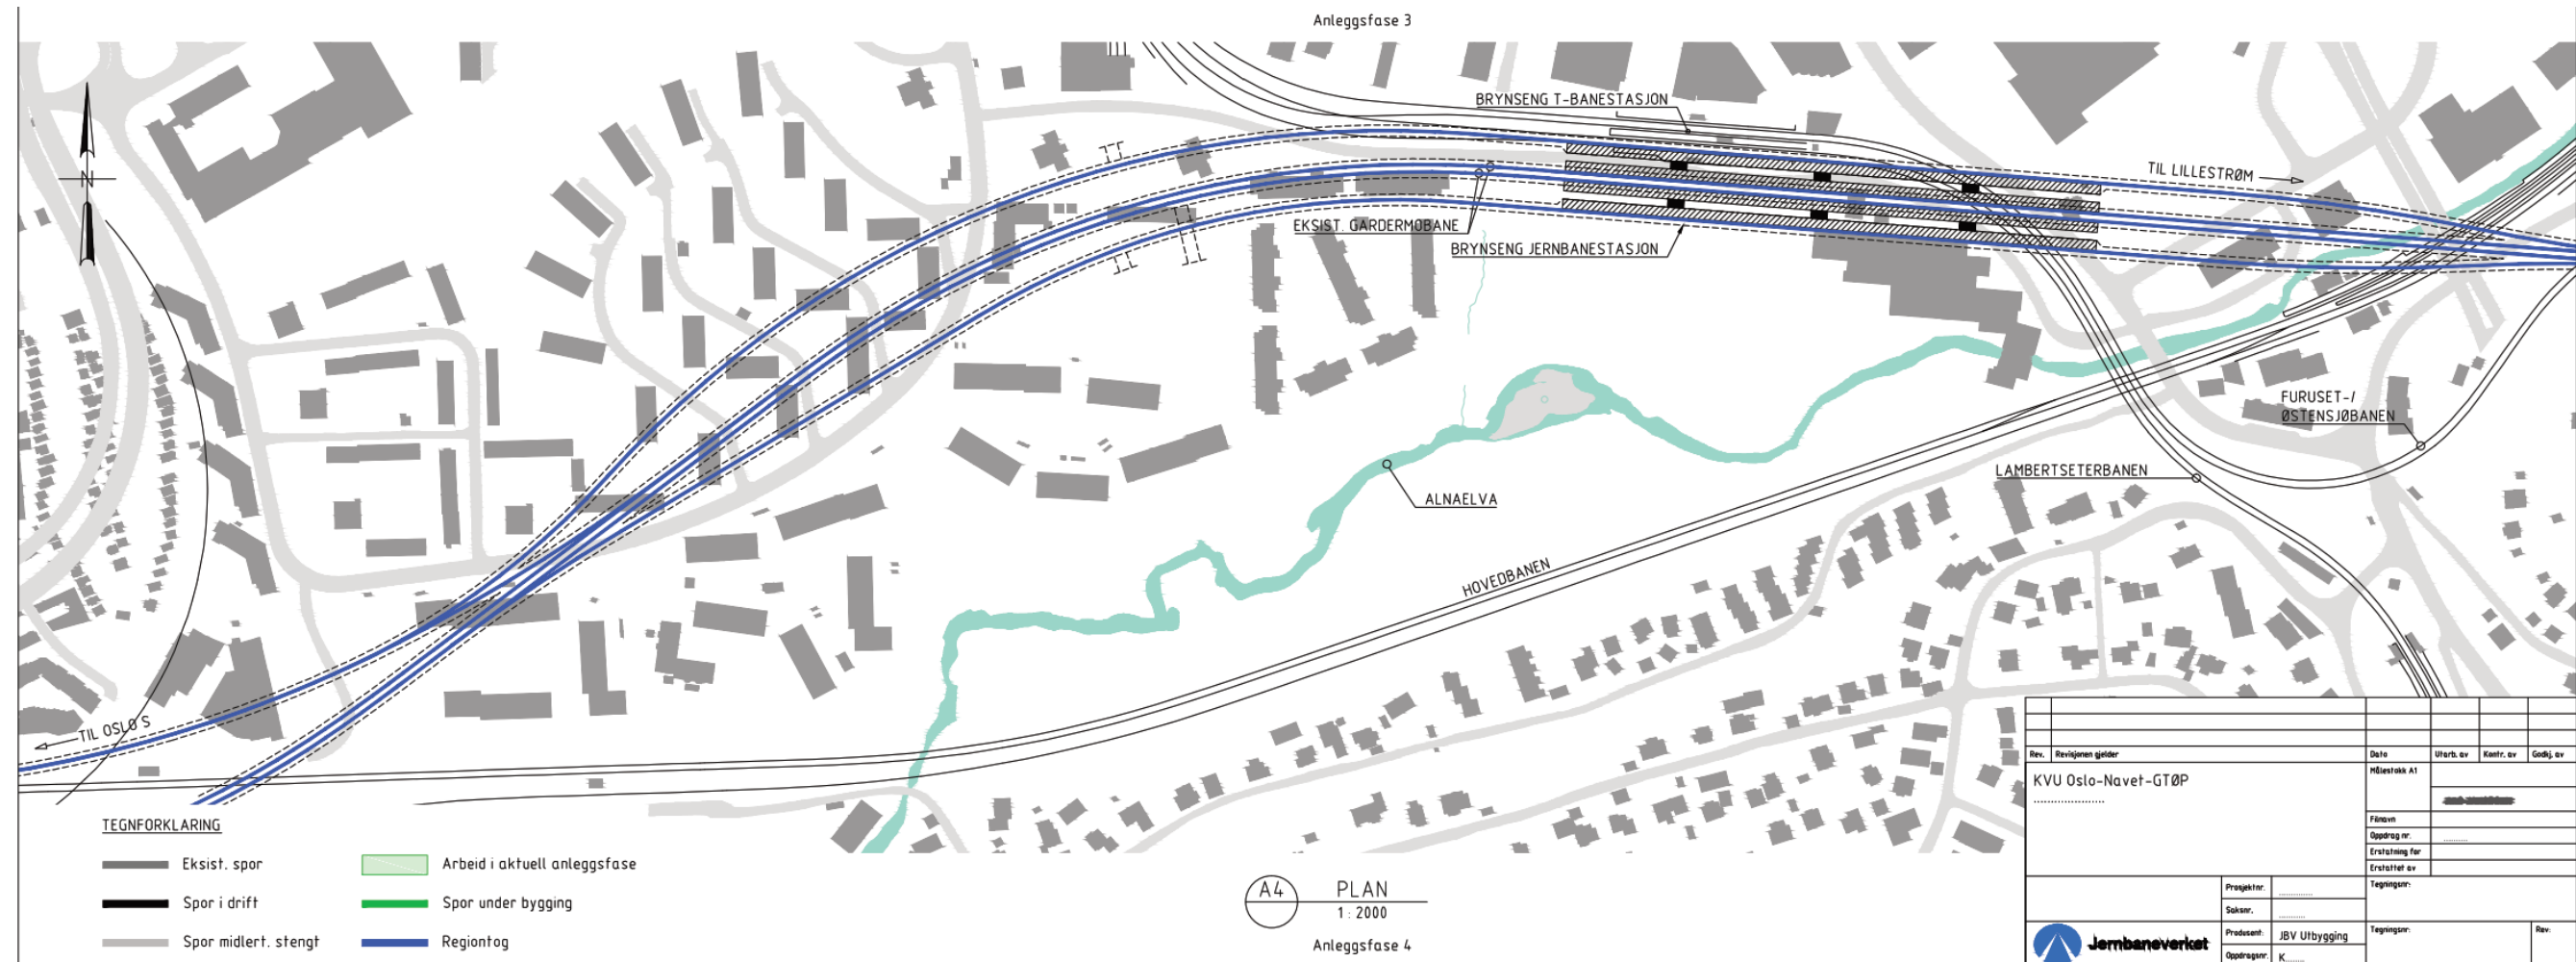 Anleggsfase 3
BRYNSENG T-BANESTASJON
N
TIL LILLESTRØM
EKSIST. GARDERMOBANE
BRYNSENG JERNBANESTASJON
FURUSET-/
ØSTENSJØBANEN
LAMBERTSETERBANEN
ALNAELVA
HOVEDBANEN
TIL OSLO S
TEGNFORKLARING
Eksist. spor
Arbeid i aktuell anleggsfase
Spor i drift
Spor under bygging
Spor midlert. stengt
Regiontog
A4 PLAN
1 : 2000
Anleggsfase 4
Rev. Revisjonen gjelder Dato Utarb. av Kontr. av Godkj. av
KVU Oslo-Navet-GTØP
Målestokk A1
Filnavn
Oppdrag nr.
Erstatning for
Erstattet av
Prosjektnr.
Tegningsnr:
Saksnr.
Jernbaneverket
Produsent: JBV Utbygging
Tegningsnr:
Rev:
Oppdragsnr. K......